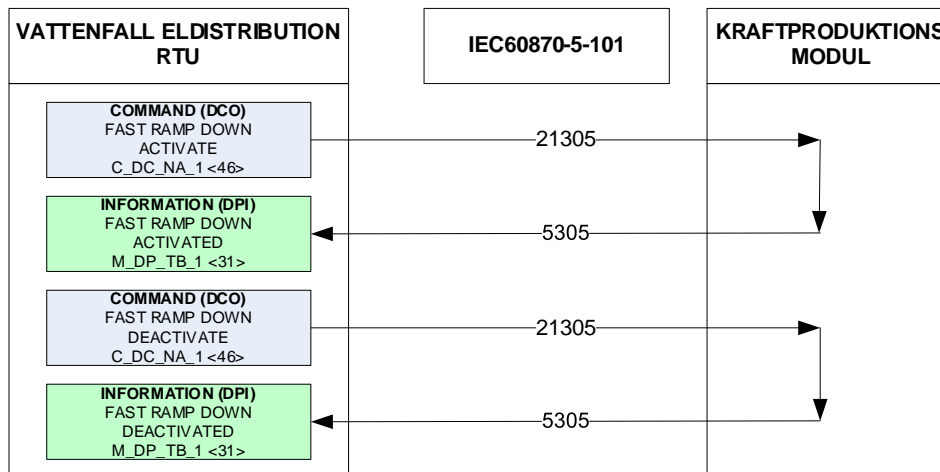 VATTENFALL ELDISTRIBUTION
RTU
IEC60870-5-101
KRAFTPRODUKTIONS
MODUL
COMMAND (DCO)
FAST RAMP DOWN
ACTIVATE
C_DC_NA_1 <46>
21305
INFORMATION (DPI)
FAST RAMP DOWN
ACTIVATED
M_DP_TB_1 <31>
5305
COMMAND (DCO)
FAST RAMP DOWN
DEACTIVATE
C_DC_NA_1 <46>
21305
INFORMATION (DPI)
FAST RAMP DOWN
DEACTIVATED
M_DP_TB_1 <31>
5305